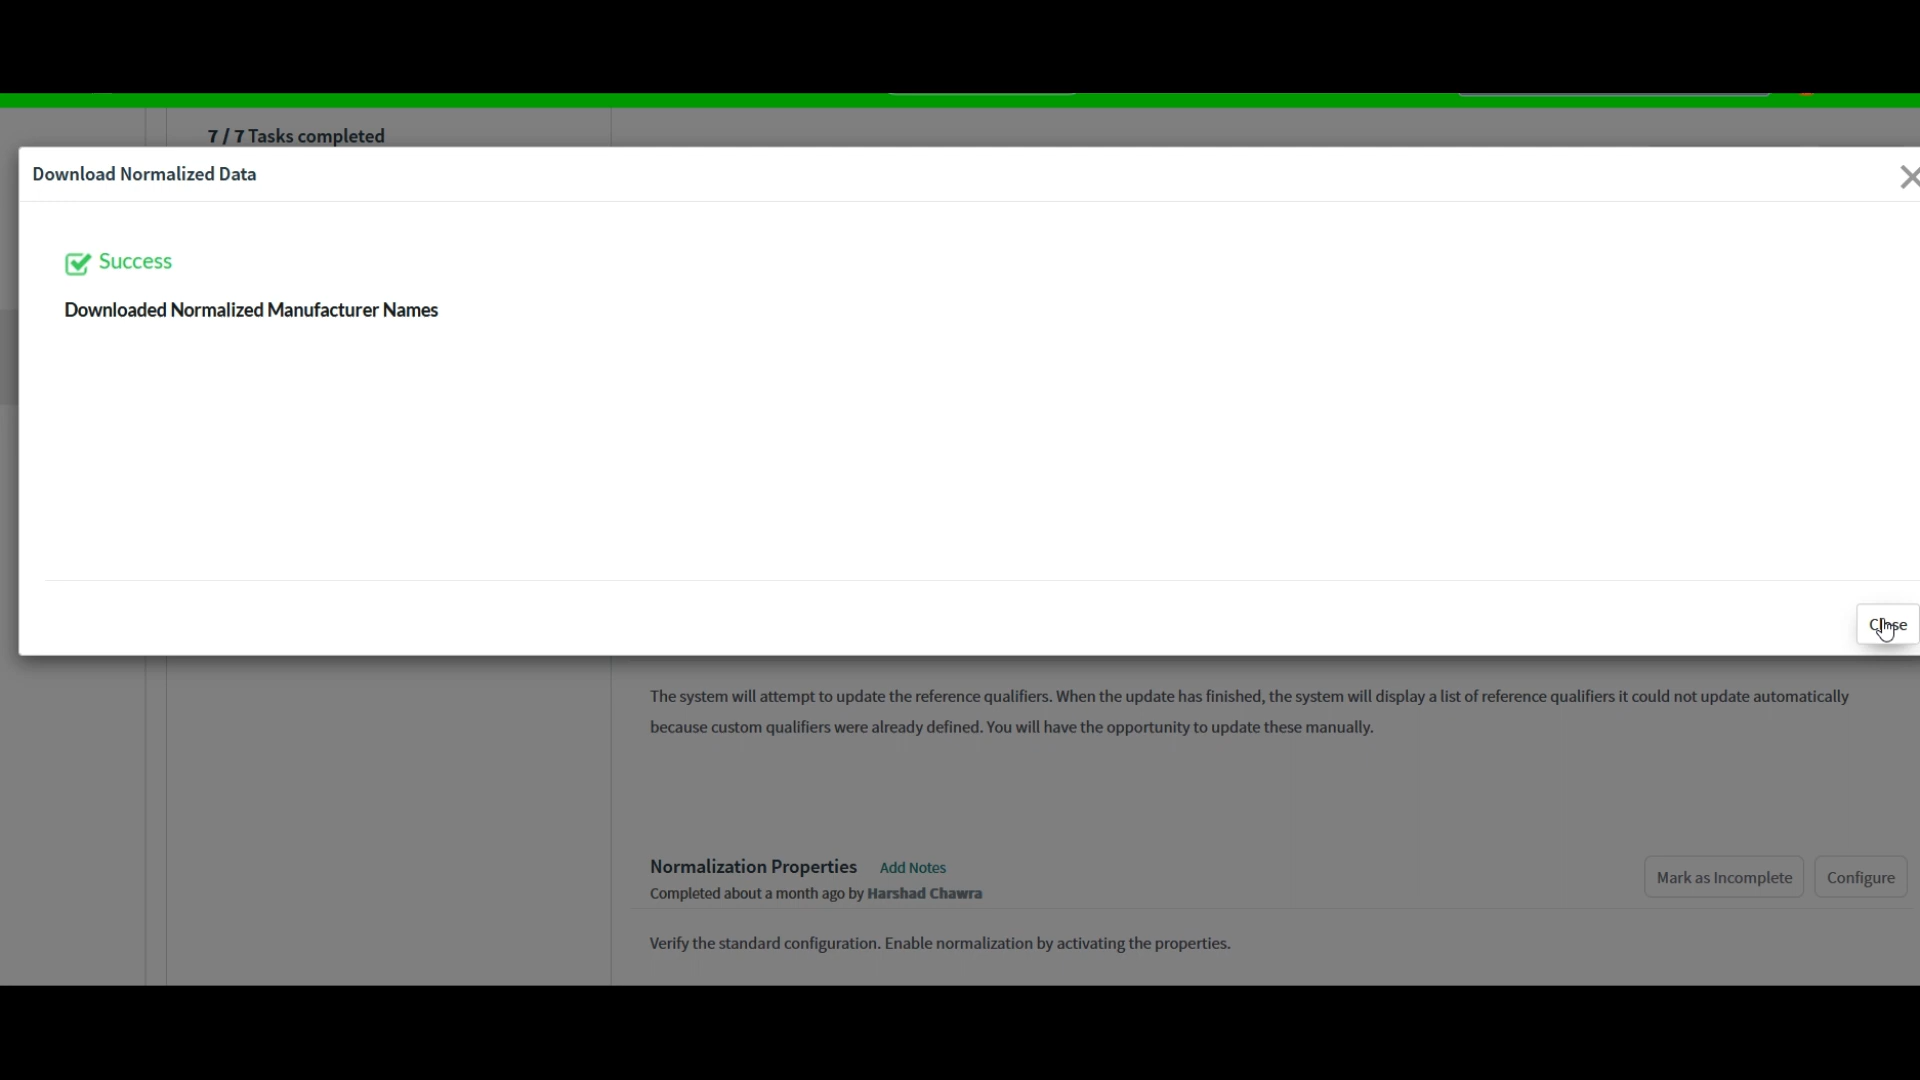 7 / 7 Tasks completed
Download Normalized Data
Success
Downloaded Normalized Manufacturer Names
Close
The system will attempt to update the reference qualifiers. When the update has finished, the system will display a list of reference qualifiers it could not update automatically
because custom qualifiers were already defined. You will have the opportunity to update these manually.
Normalization Properties Add Notes
Mark as Incomplete Configure
Completed about a month ago by Harshad Chawra
Verify the standard configuration. Enable normalization by activating the properties.